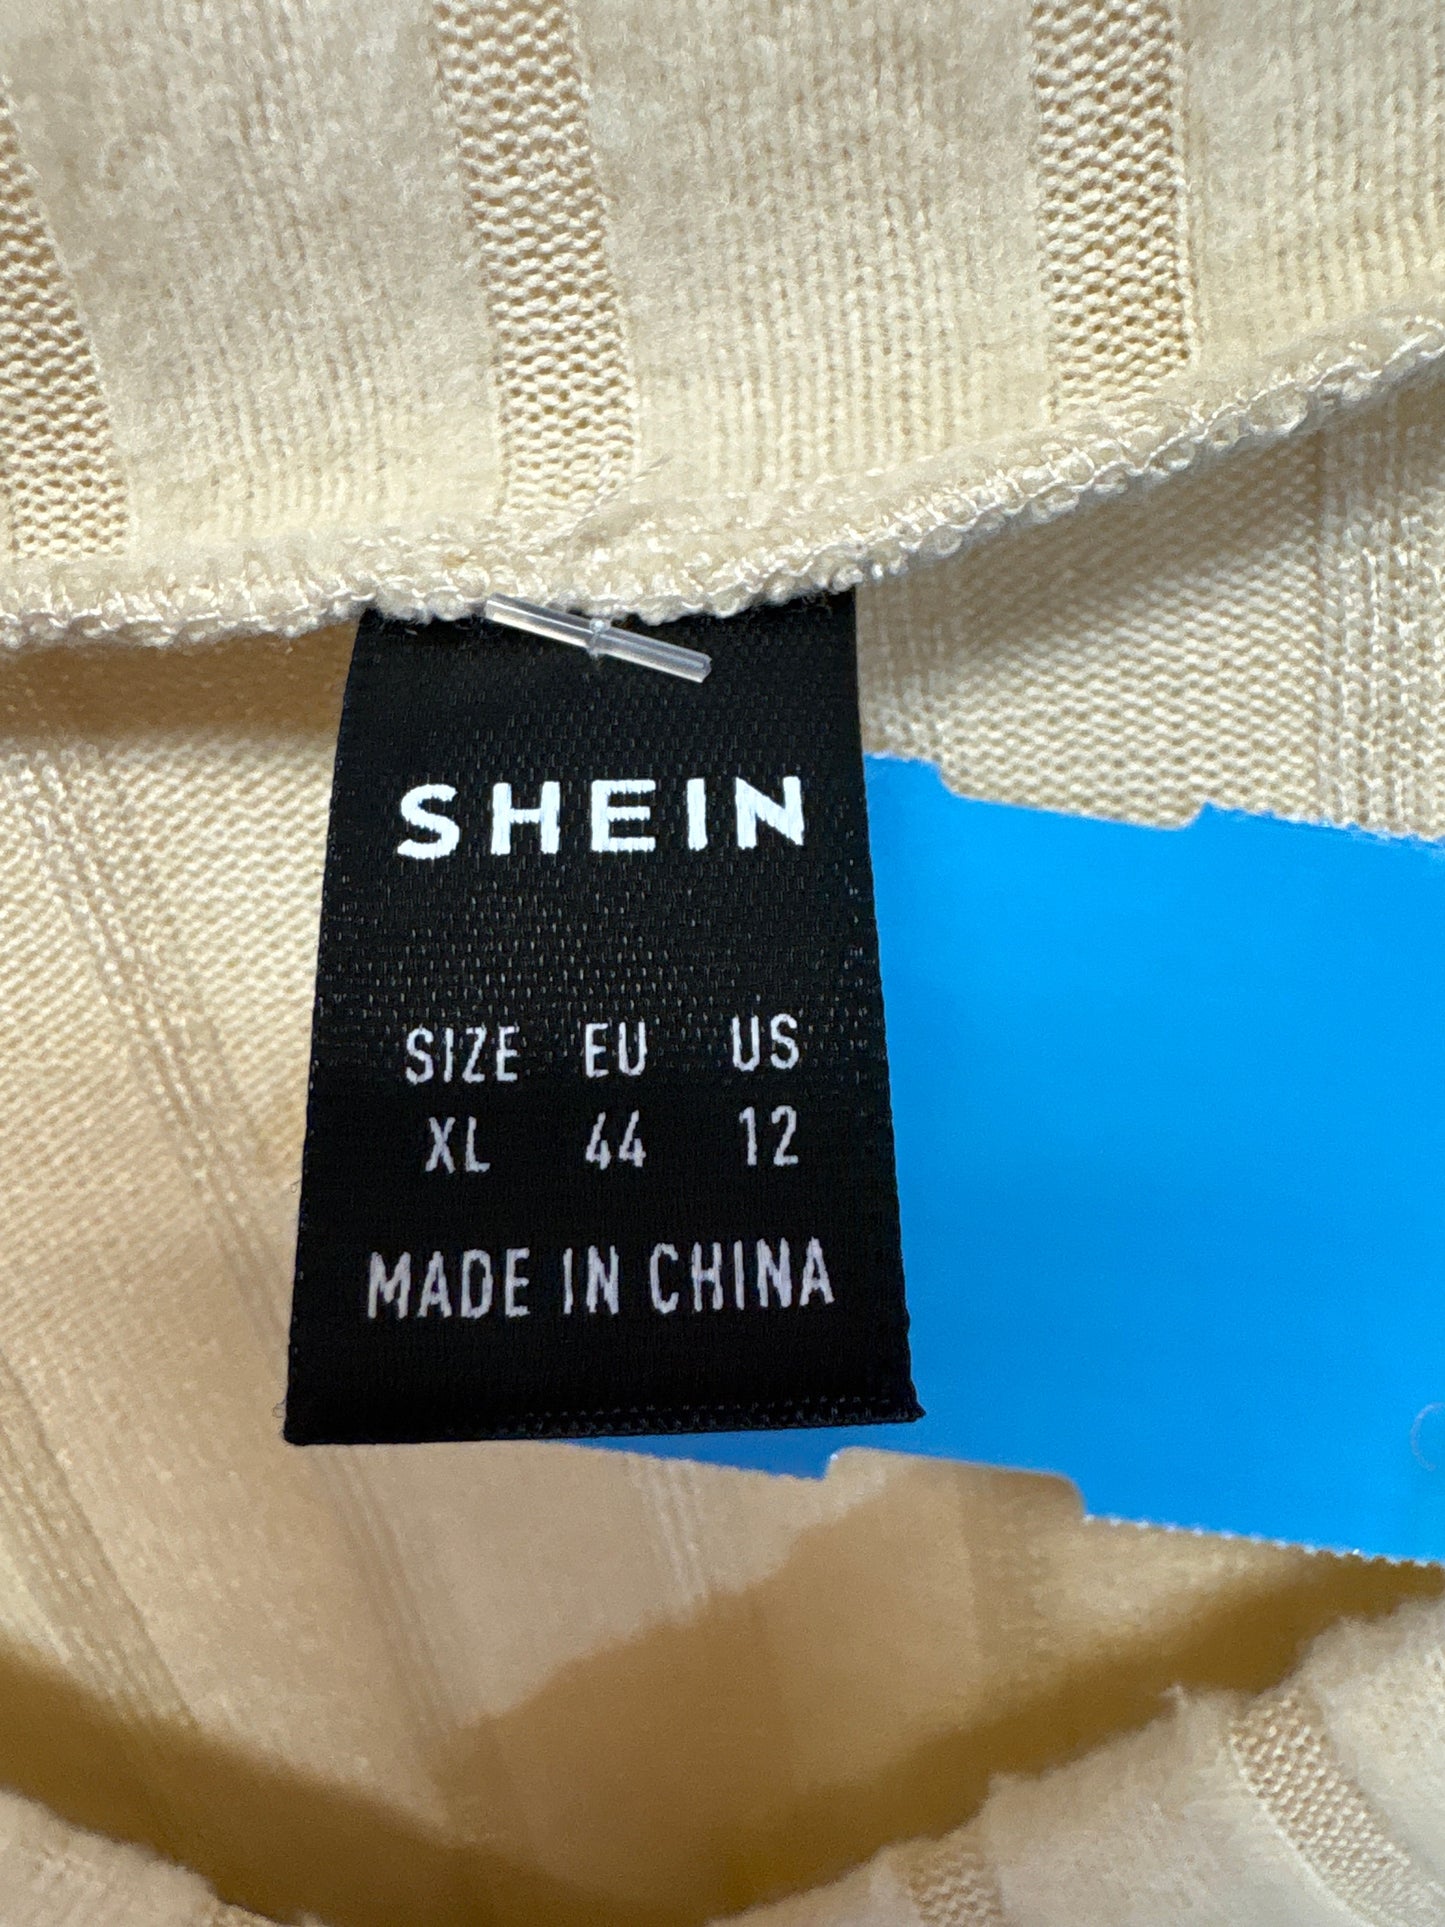 SHEIN
SIZE EU US
XL 44 12
MADE IN CHINA